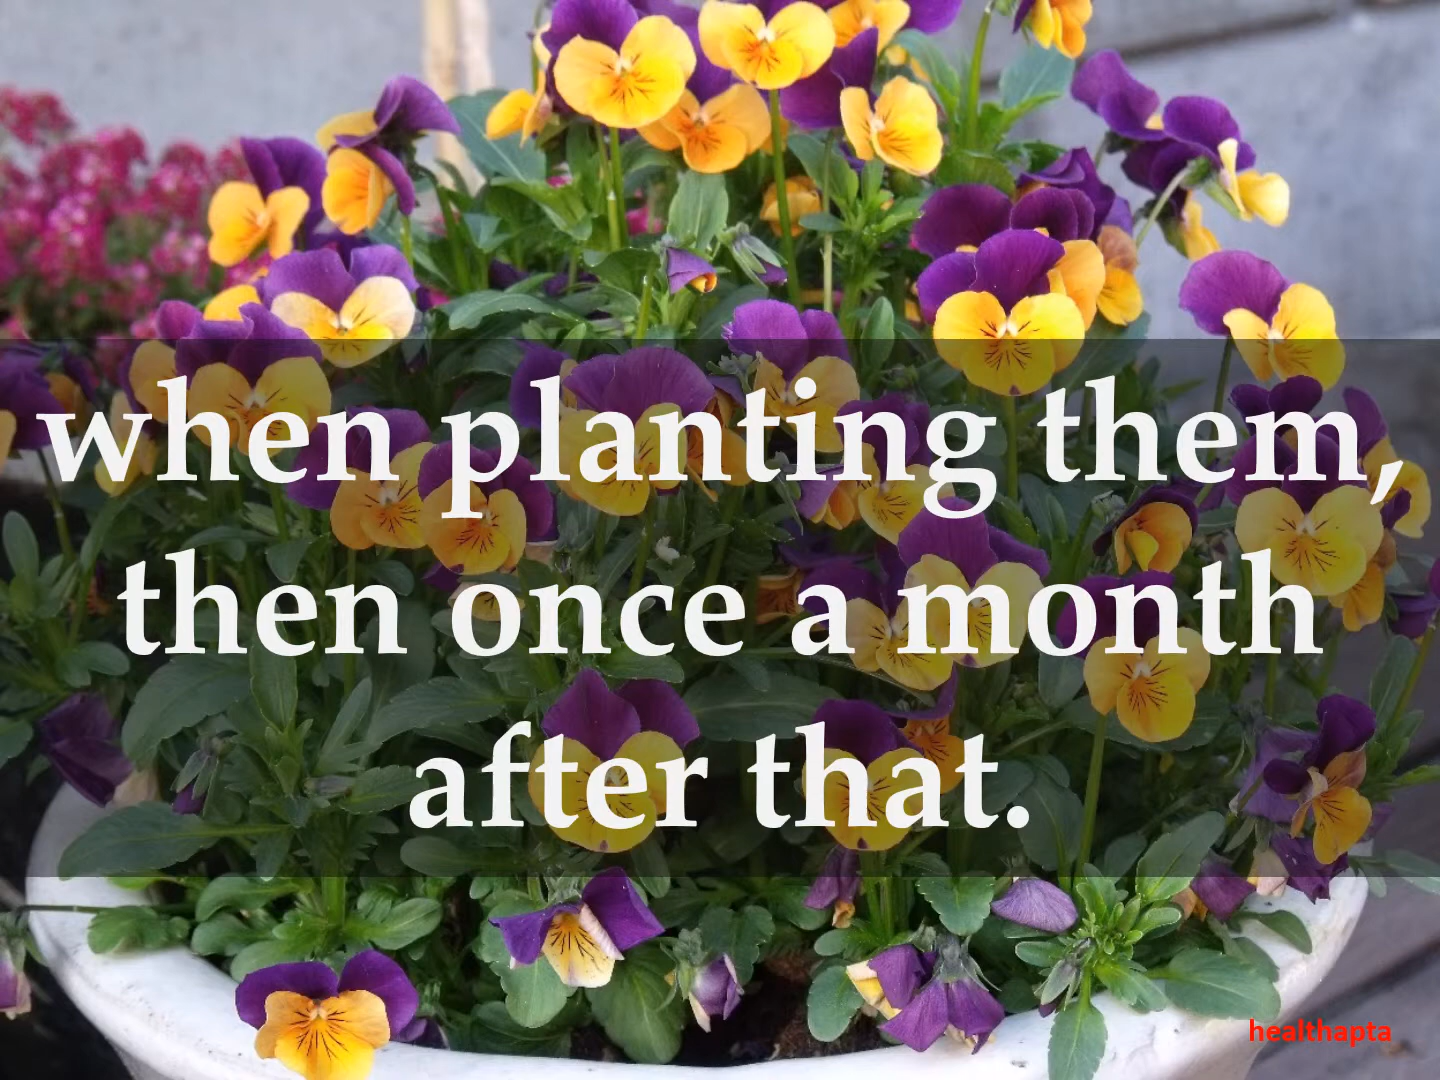 when planting them,
then once a month
after that.
healthapta